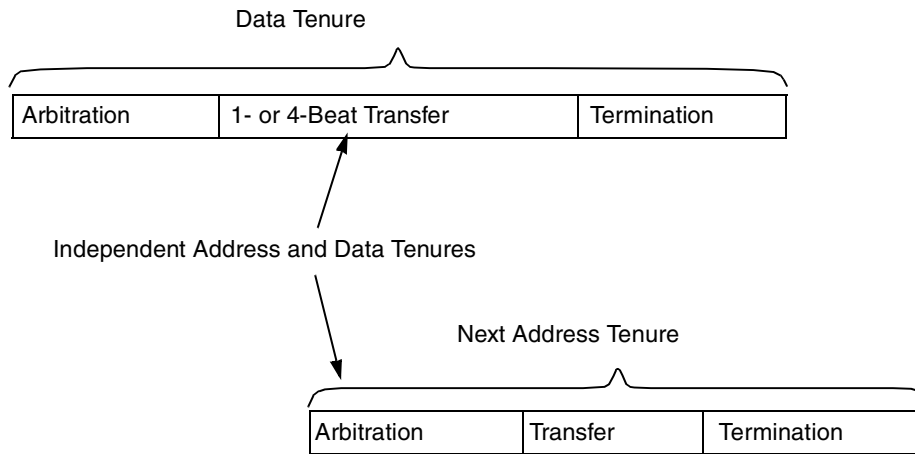 Data Tenure
Arbitration 1- or 4-Beat Transfer Termination
Independent Address and Data Tenures
Next Address Tenure
Arbitration Transfer Termination